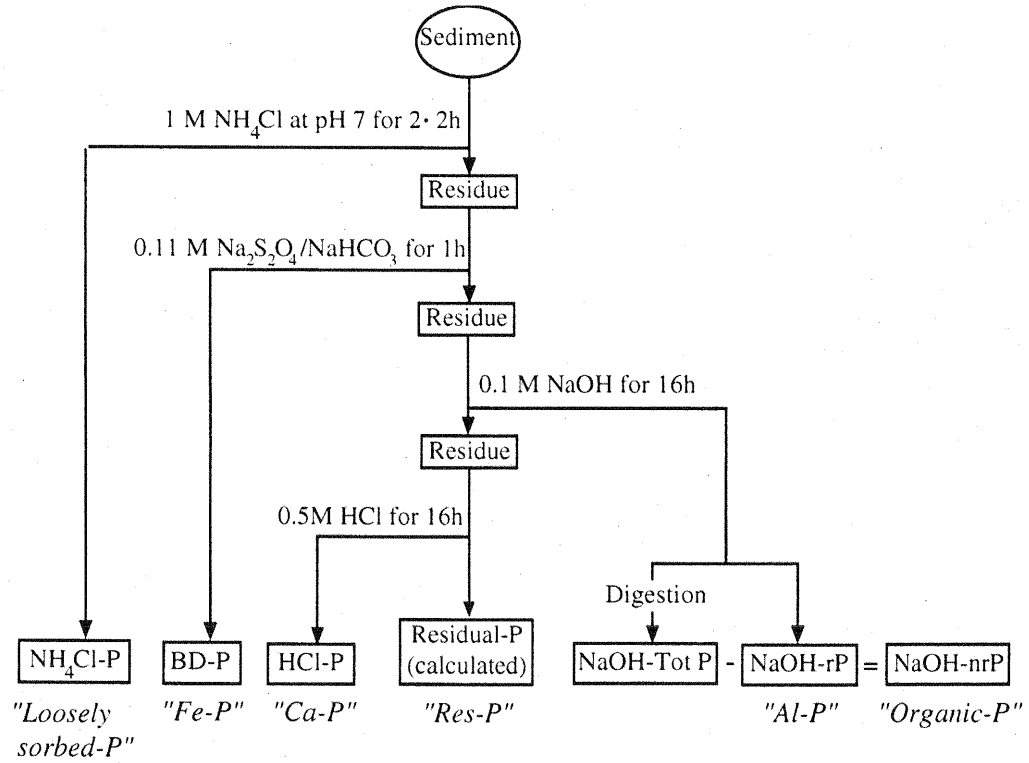 Sediment
1 M NH₄Cl at pH 7 for 2·2h
Residue
0.11 M Na₂S₂O₄/NaHCO₃ for 1h
Residue
0.1 M NaOH for 16h
Residue
0.5M HCl for 16h
Digestion
NH₄Cl-P
BD-P
HCl-P
Residual-P
(calculated)
NaOH-Tot P - NaOH-rP = NaOH-nrP
"Loosely
sorbed-P"
"Fe-P"
"Ca-P"
"Res-P"
"Al-P"
"Organic-P"